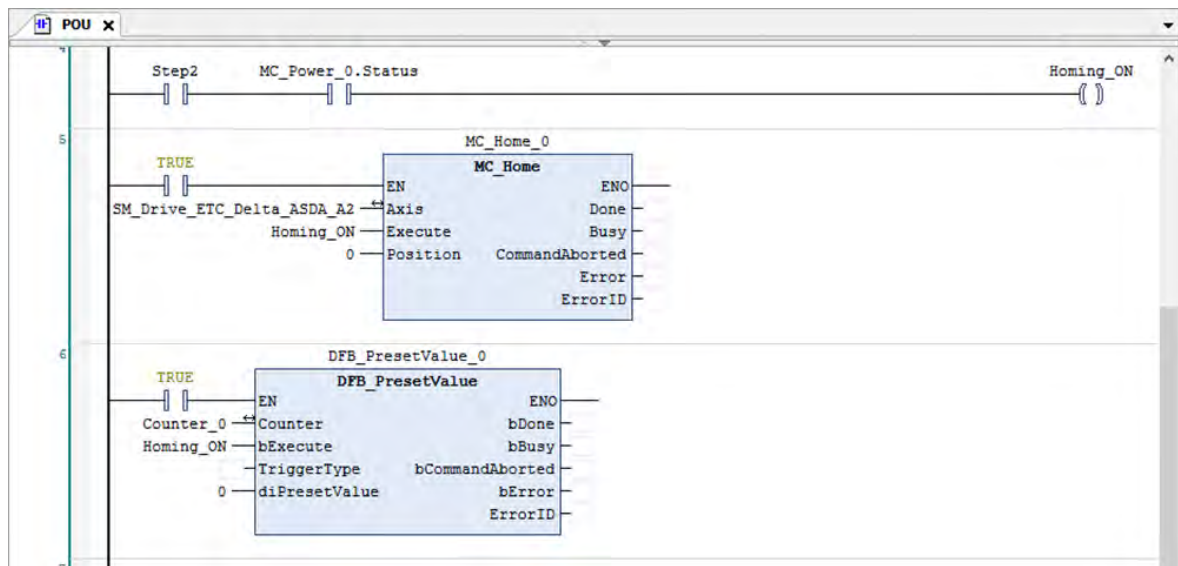 POU
4
Step2 MC_Power_0.Status Homing_ON
5
MC_Home_0
TRUE MC_Home
EN ENO
SM_Drive_ETC_Delta_ASDA_A2 Axis Done
Homing_ON Execute Busy
0 Position CommandAborted
Error
ErrorID
6
DFB_PresetValue_0
TRUE DFB_PresetValue
EN ENO
Counter_0 Counter bDone
Homing_ON bExecute bBusy
TriggerType bCommandAborted
0 diPresetValue bError
ErrorID